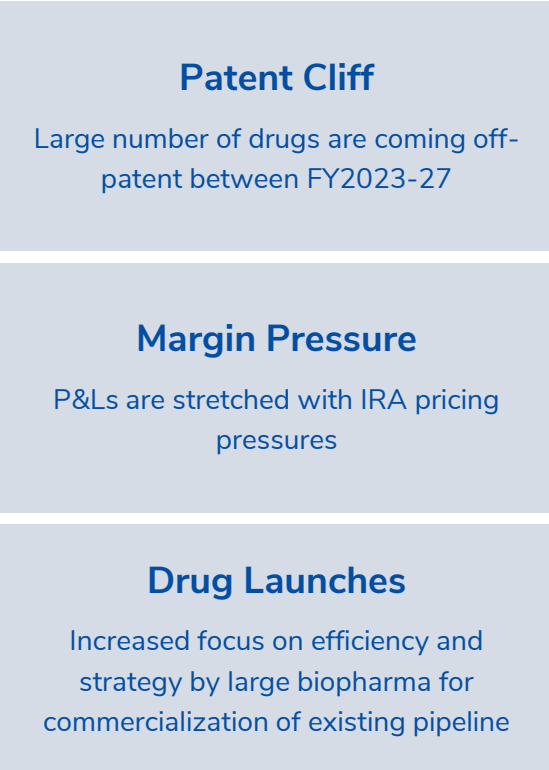 Patent Cliff
Large number of drugs are coming off-
patent between FY2023-27
Margin Pressure
P&Ls are stretched with IRA pricing
pressures
Drug Launches
Increased focus on efficiency and
strategy by large biopharma for
commercialization of existing pipeline